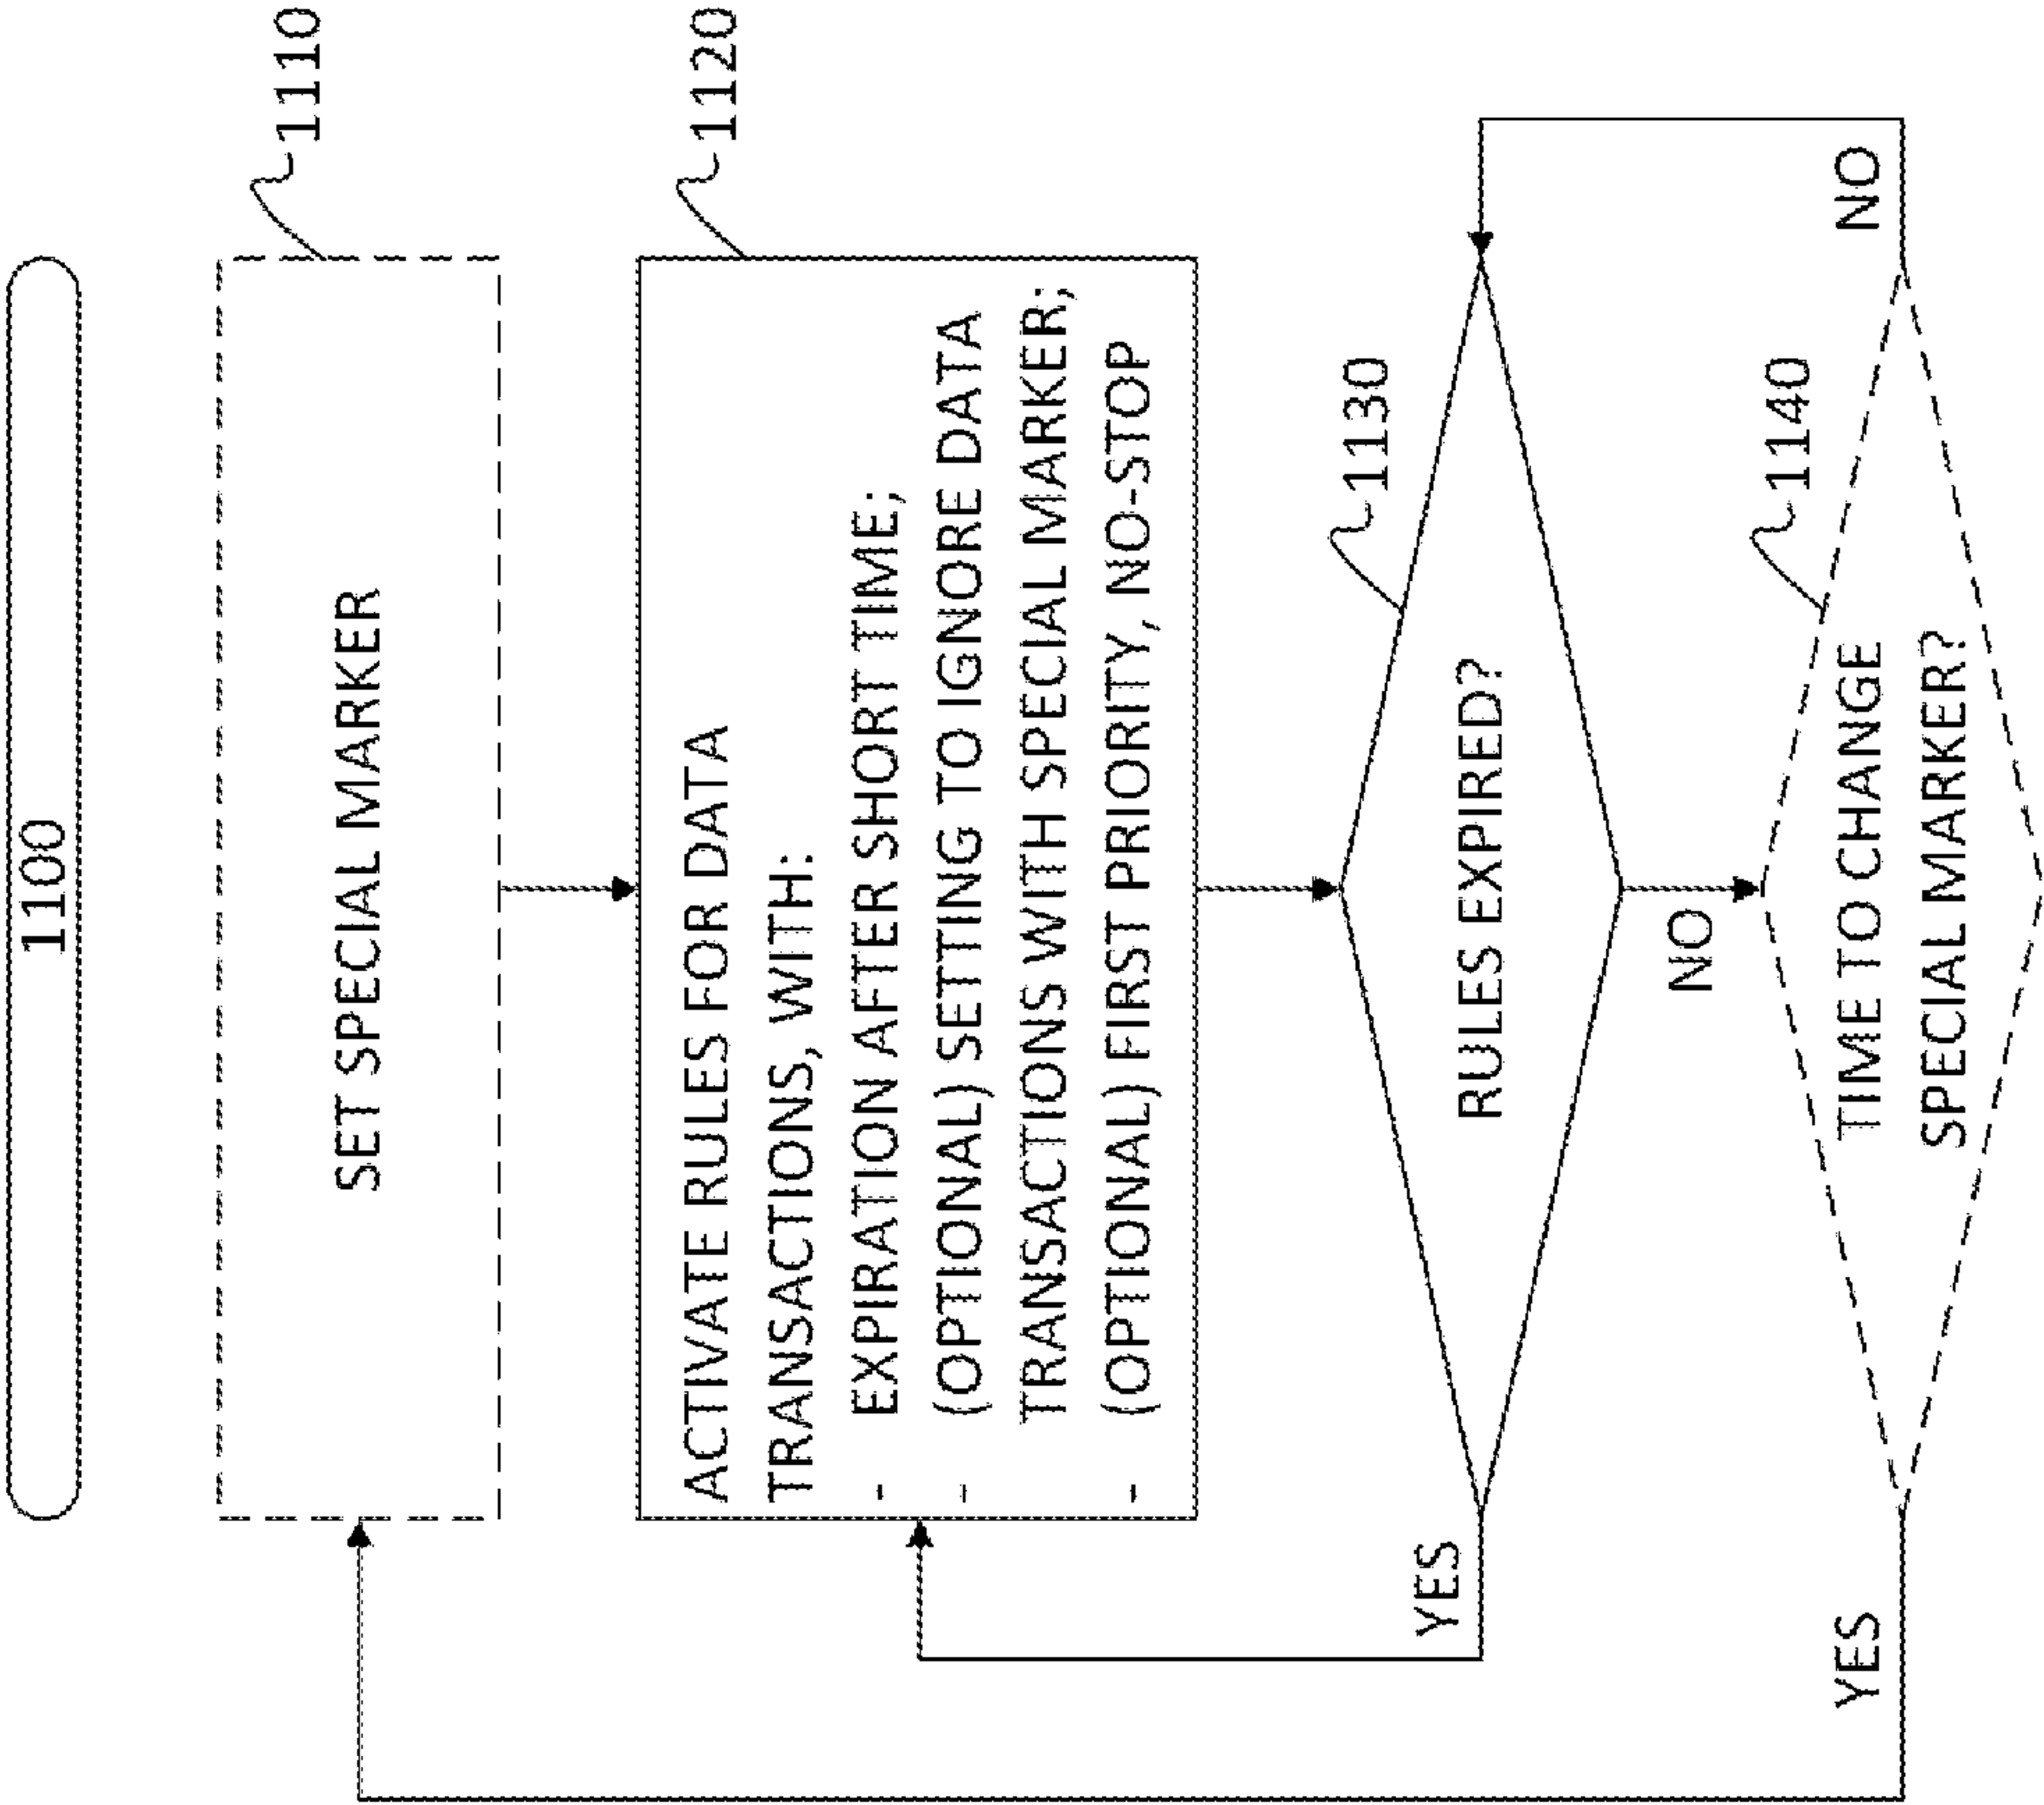 1100
1110
SET SPECIAL MARKER
1120
ACTIVATE RULES FOR DATA
TRANSACTIONS, WITH:
- EXPIRATION AFTER SHORT TIME;
- (OPTIONAL) SETTING TO IGNORE DATA
TRANSACTIONS WITH SPECIAL MARKER;
- (OPTIONAL) FIRST PRIORITY, NO-STOP
1130
RULES EXPIRED?
YES
NO
1140
TIME TO CHANGE
SPECIAL MARKER?
YES
NO